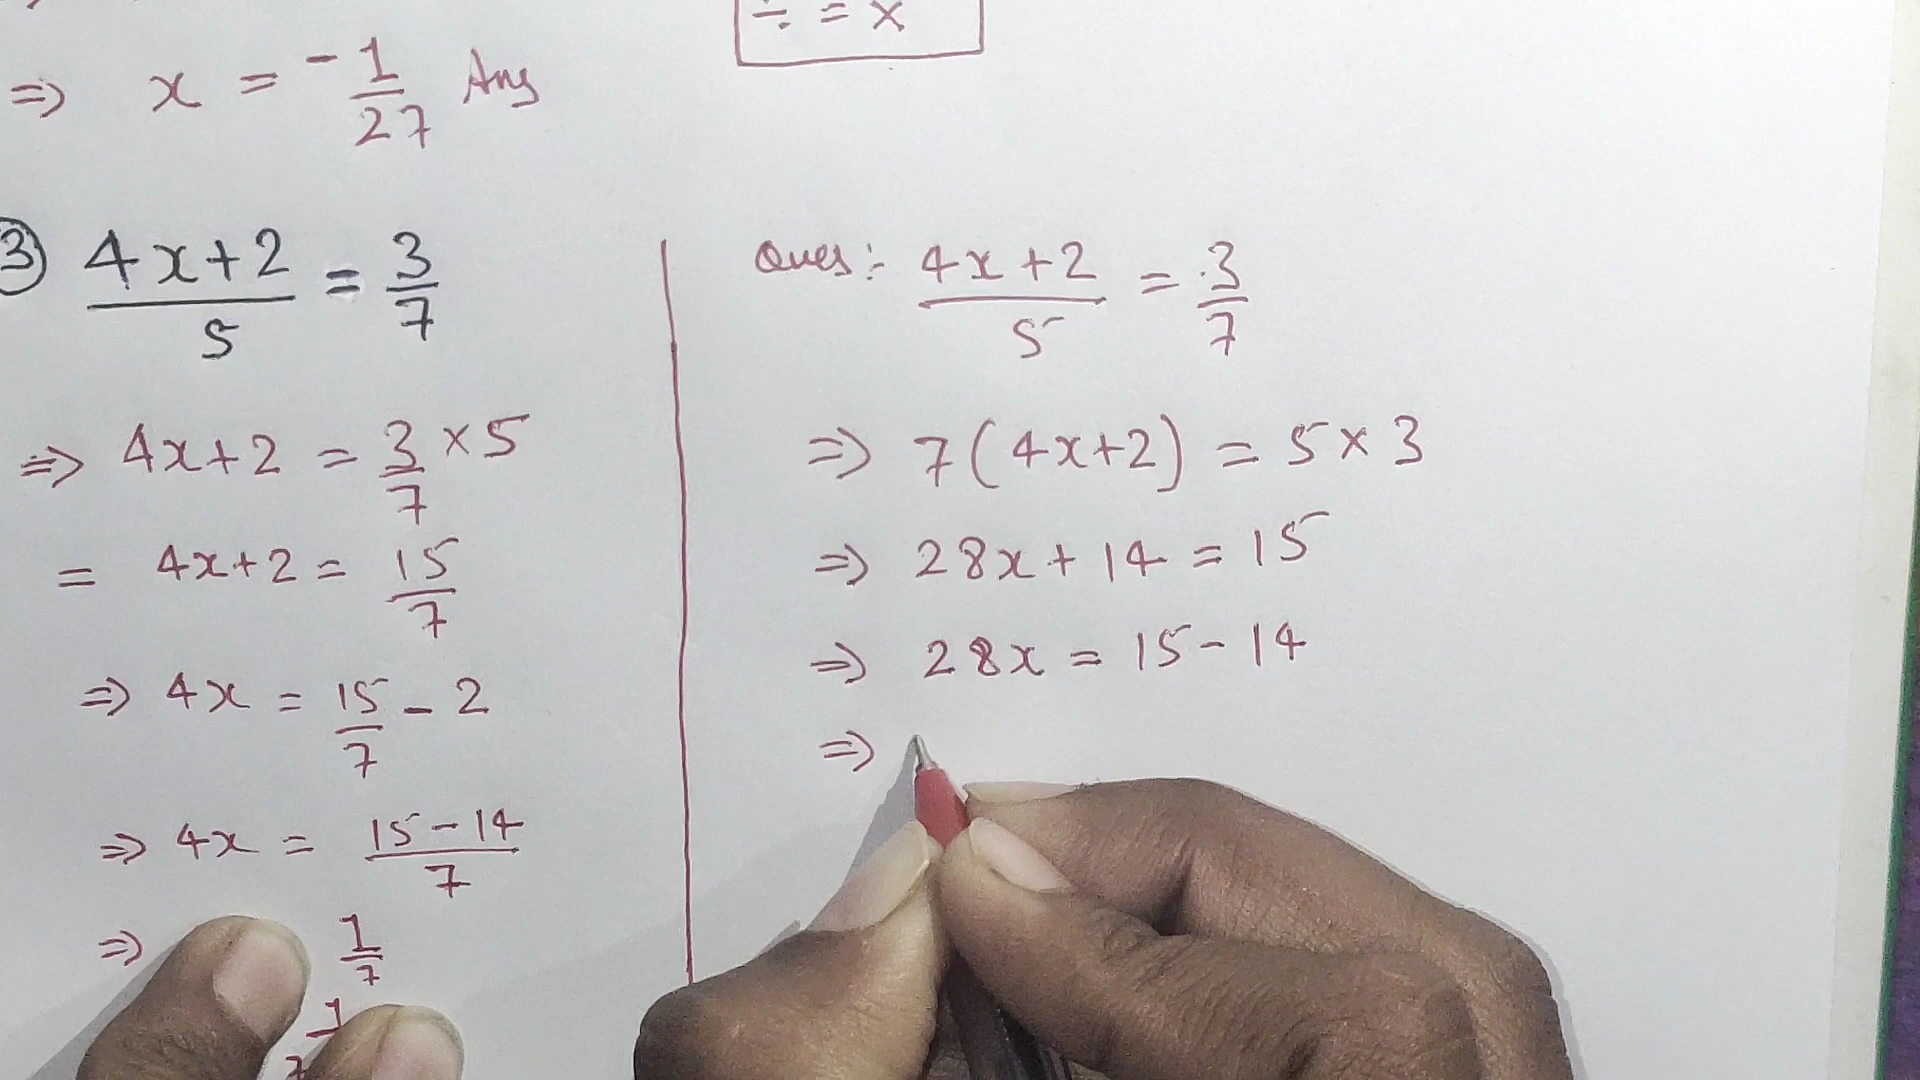 ÷ = ×
⇒ x = -1/27 Ans
③ (4x+2)/5 = 3/7
⇒ 4x+2 = 3/7 × 5
= 4x+2 = 15/7
⇒ 4x = 15/7 - 2
⇒ 4x = (15-14)/7
⇒ 1/7
1
7
Ques:- (4x+2)/5 = 3/7
⇒ 7(4x+2) = 5×3
⇒ 28x + 14 = 15
⇒ 28x = 15-14
⇒